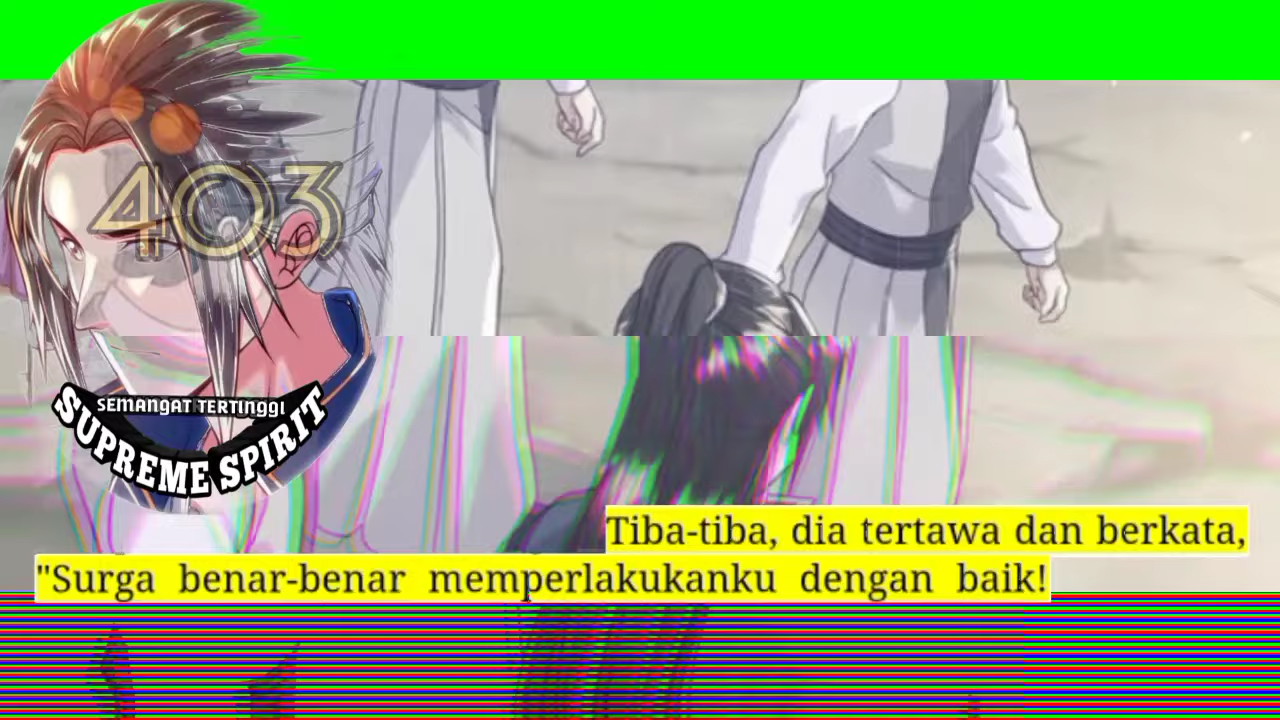 403
SEMANGAT TERTINGGI
SUPREME SPIRIT
Tiba-tiba, dia tertawa dan berkata,
"Surga benar-benar memperlakukanku dengan baik!